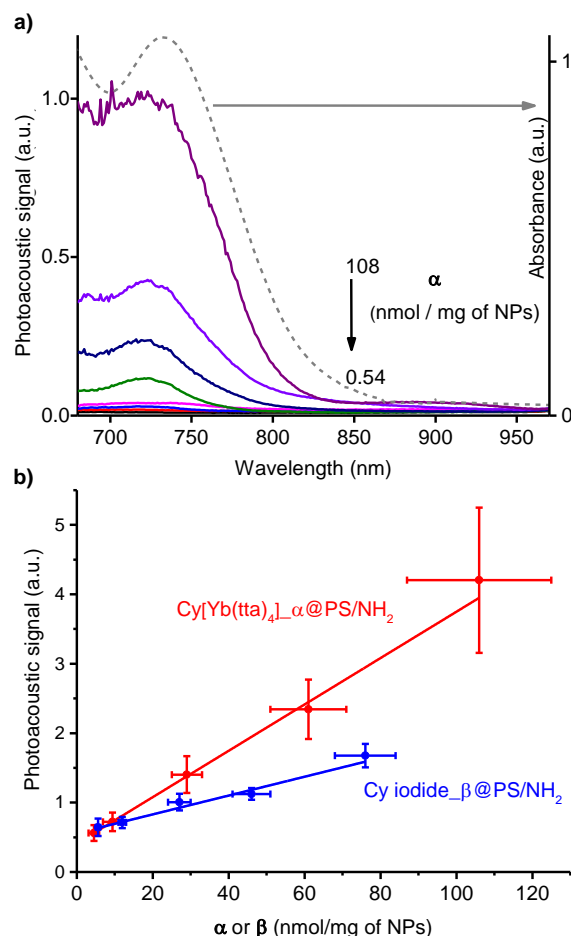 a)
Photoacoustic signal (a.u.)
1.0
0.5
0.0
1
0
Absorbance (a.u.)
108
α
(nmol / mg of NPs)
0.54
700 750 800 850 900 950
Wavelength (nm)
b)
Photoacoustic signal (a.u.)
5
4
3
2
1
0
Cy[Yb(tta)₄]_α@PS/NH₂
Cy iodide_β@PS/NH₂
0 20 40 60 80 100 120
α or β (nmol/mg of NPs)